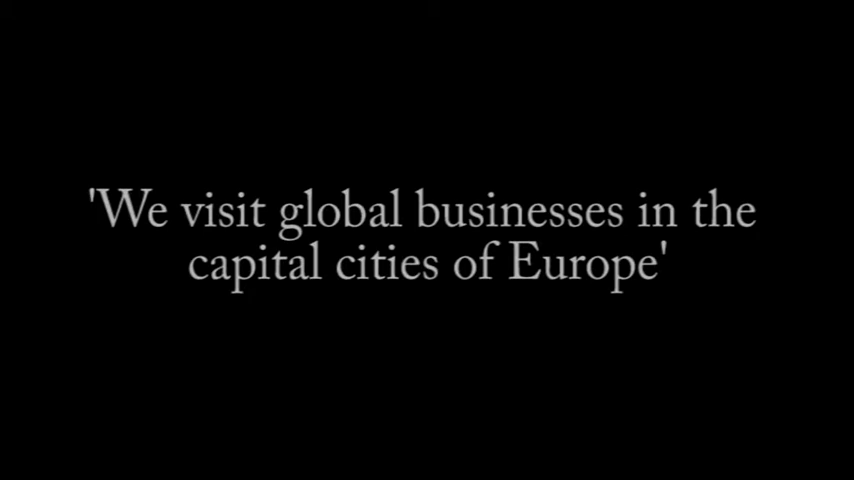 'We visit global businesses in the
capital cities of Europe'